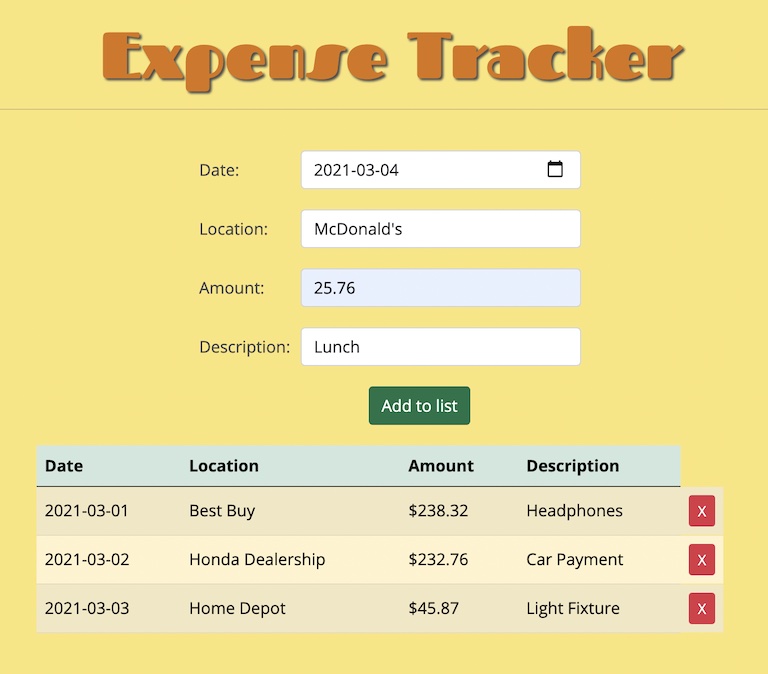 Expense Tracker
Date: 2021-03-04
Location: McDonald's
Amount: 25.76
Description: Lunch
Add to list
Date Location Amount Description
2021-03-01 Best Buy $238.32 Headphones X
2021-03-02 Honda Dealership $232.76 Car Payment X
2021-03-03 Home Depot $45.87 Light Fixture X